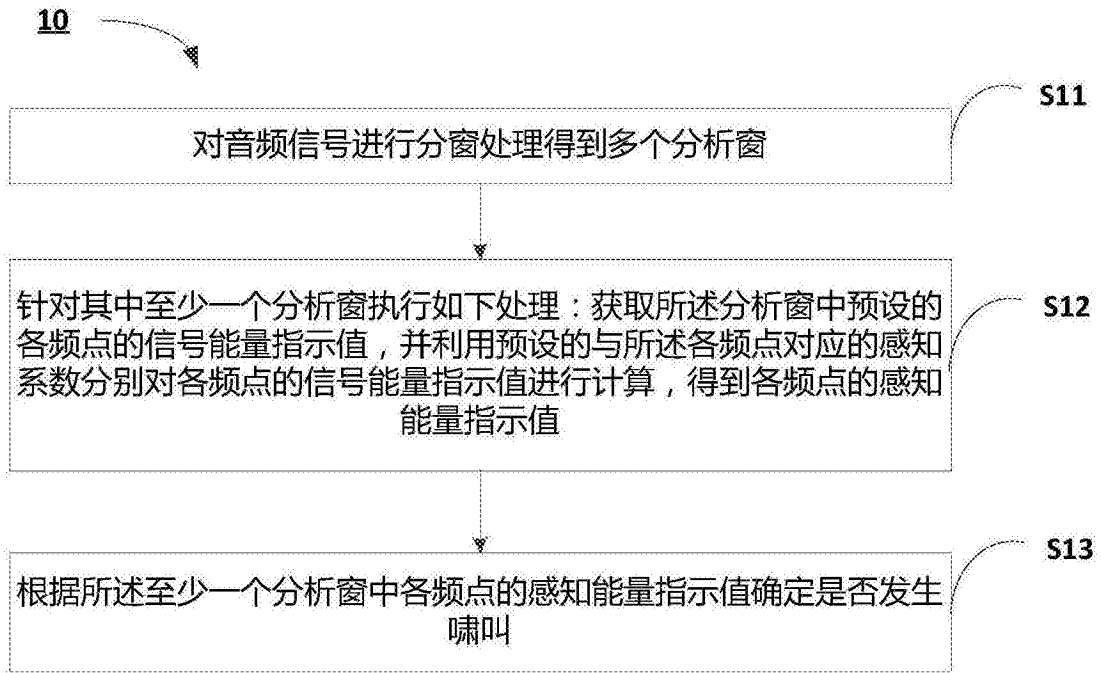 10
S11
对音频信号进行分窗处理得到多个分析窗
针对其中至少一个分析窗执行如下处理：获取所述分析窗中预设的
各频点的信号能量指示值，并利用预设的与所述各频点对应的感知
系数分别对各频点的信号能量指示值进行计算，得到各频点的感知
能量指示值
S12
根据所述至少一个分析窗中各频点的感知能量指示值确定是否发生
啸叫
S13